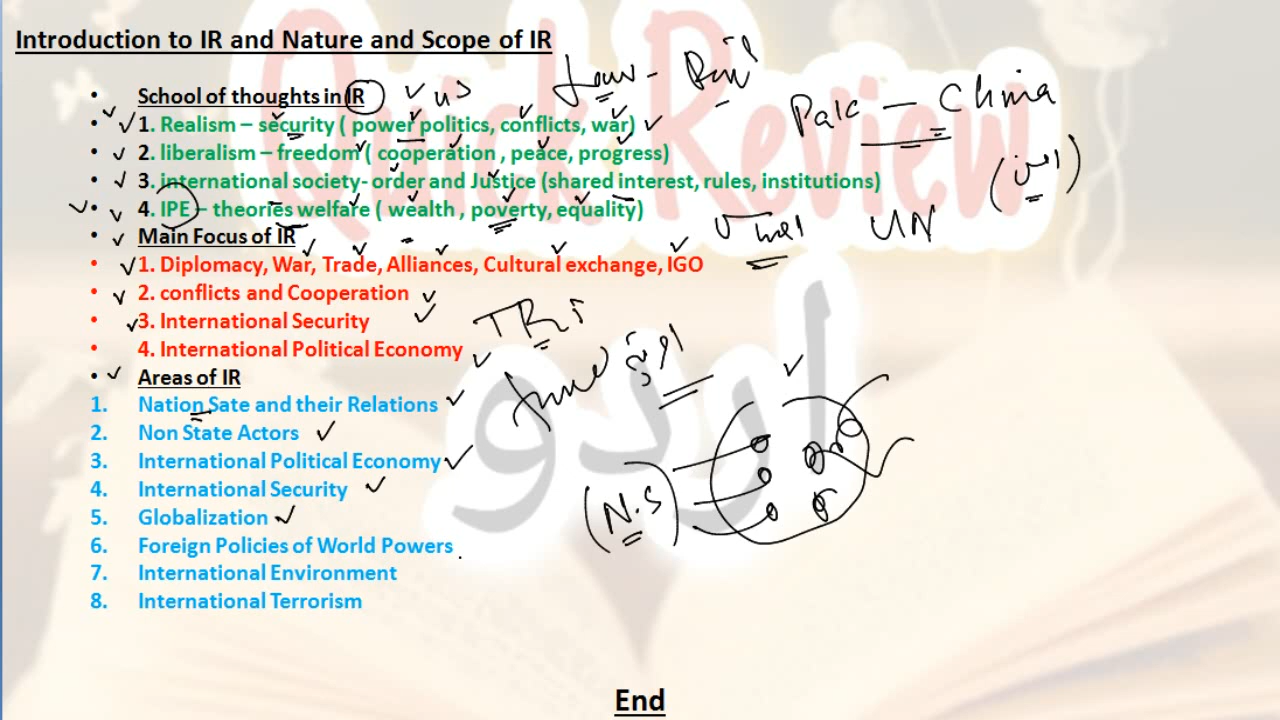 Introduction to IR and Nature and Scope of IR
• School of thoughts in IR
• 1. Realism – security ( power politics, conflicts, war)
• 2. liberalism – freedom ( cooperation , peace, progress)
• 3. international society- order and Justice (shared interest, rules, institutions)
• 4. IPE – theories welfare ( wealth , poverty, equality)
• Main Focus of IR
• 1. Diplomacy, War, Trade, Alliances, Cultural exchange, IGO
• 2. conflicts and Cooperation
• 3. International Security
• 4. International Political Economy
• Areas of IR
1. Nation Sate and their Relations
2. Non State Actors
3. International Political Economy
4. International Security
5. Globalization
6. Foreign Policies of World Powers
7. International Environment
8. International Terrorism
End
Quick Review
اردو
Pak – China
UN
(N.S)